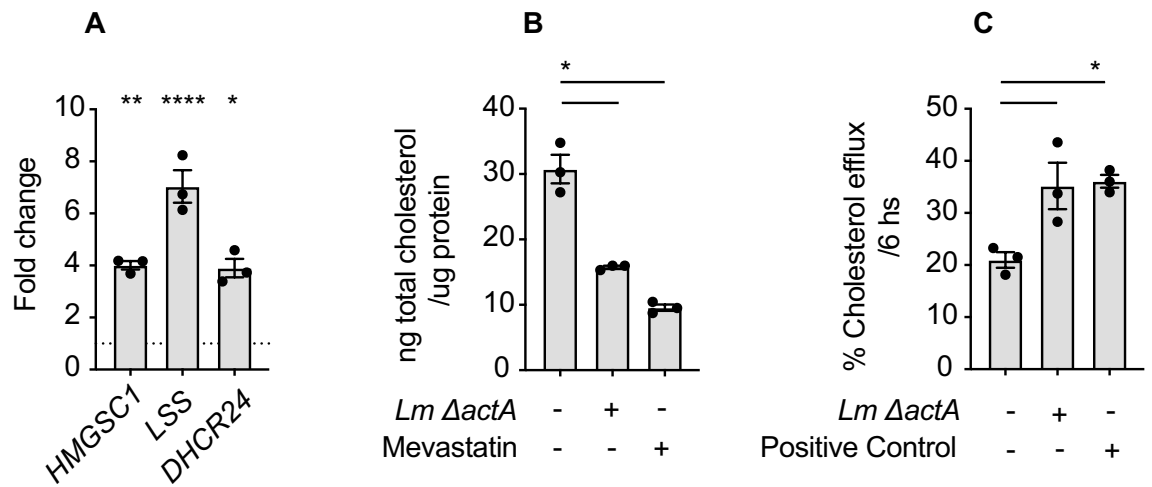 A
Fold change
10
8
6
4
2
0
** **** *
HMGSC1
LSS
DHCR24
B
ng total cholesterol
/ug protein
40
30
20
10
0
*
Lm ΔactA - + -
Mevastatin - - +
C
% Cholesterol efflux
/6 hs
50
40
30
20
10
0
*
Lm ΔactA - + -
Positive Control - - +